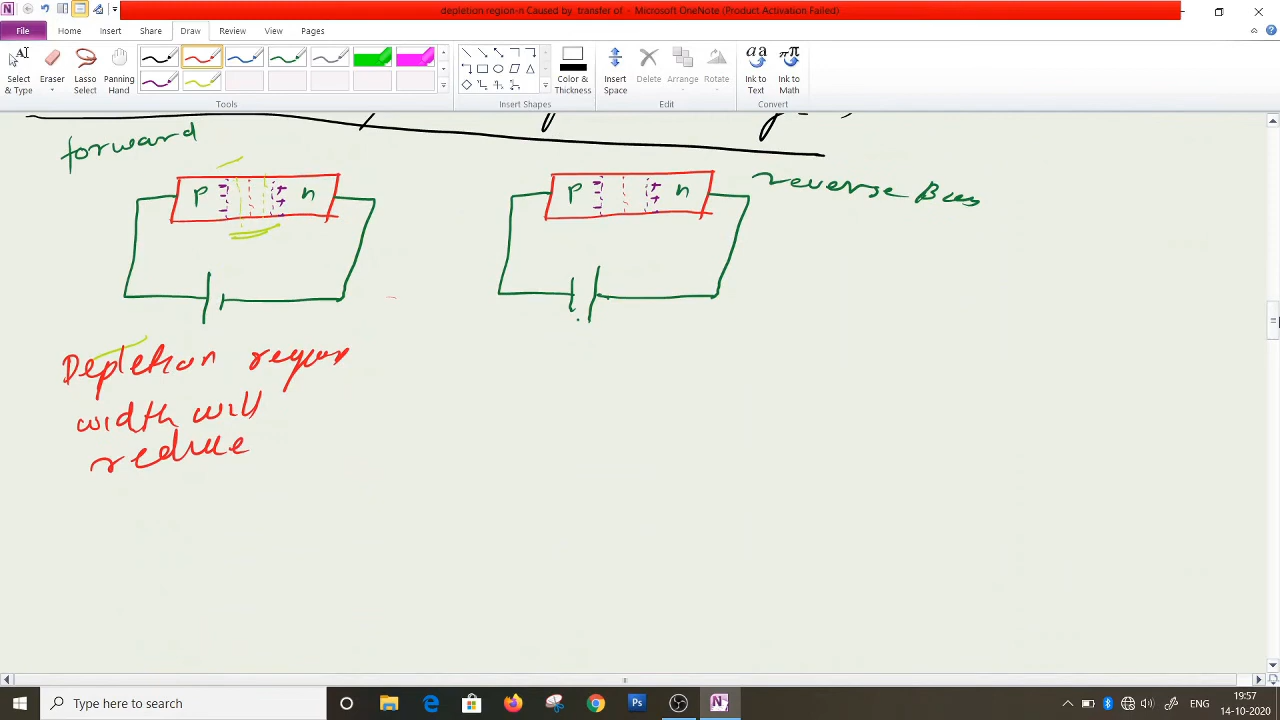 depletion region-n Caused by transfer of - Microsoft OneNote (Product Activation Failed)
File Home Insert Share Draw Review View Pages
Select & Type
Eraser
Lasso Select
Panning Hand
Color & Thickness
Insert Space
Delete
Arrange
Rotate
Ink to Text
Ink to Math
Tools
Insert Shapes
Edit
Convert
forward
p n
p n
reverse Bias
Depletion region
width will
reduce
Type here to search
ENG
19:57
14-10-2020